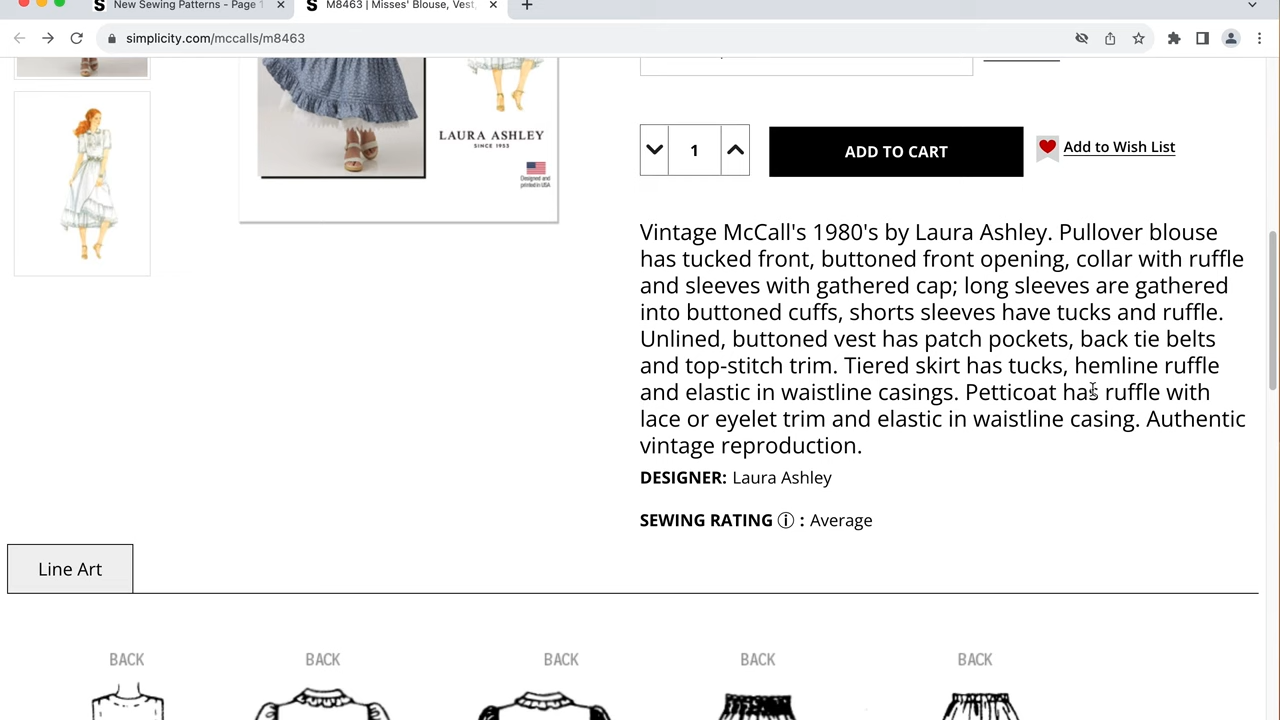 New Sewing Patterns - Page 1
M8463 | Misses' Blouse, Vest,
simplicity.com/mccalls/m8463
LAURA ASHLEY
SINCE 1953
Designed and
printed in USA
1
ADD TO CART
Add to Wish List
Vintage McCall's 1980's by Laura Ashley. Pullover blouse
has tucked front, buttoned front opening, collar with ruffle
and sleeves with gathered cap; long sleeves are gathered
into buttoned cuffs, shorts sleeves have tucks and ruffle.
Unlined, buttoned vest has patch pockets, back tie belts
and top-stitch trim. Tiered skirt has tucks, hemline ruffle
and elastic in waistline casings. Petticoat has ruffle with
lace or eyelet trim and elastic in waistline casing. Authentic
vintage reproduction.
DESIGNER: Laura Ashley
SEWING RATING ⓘ : Average
Line Art
BACK BACK BACK BACK BACK